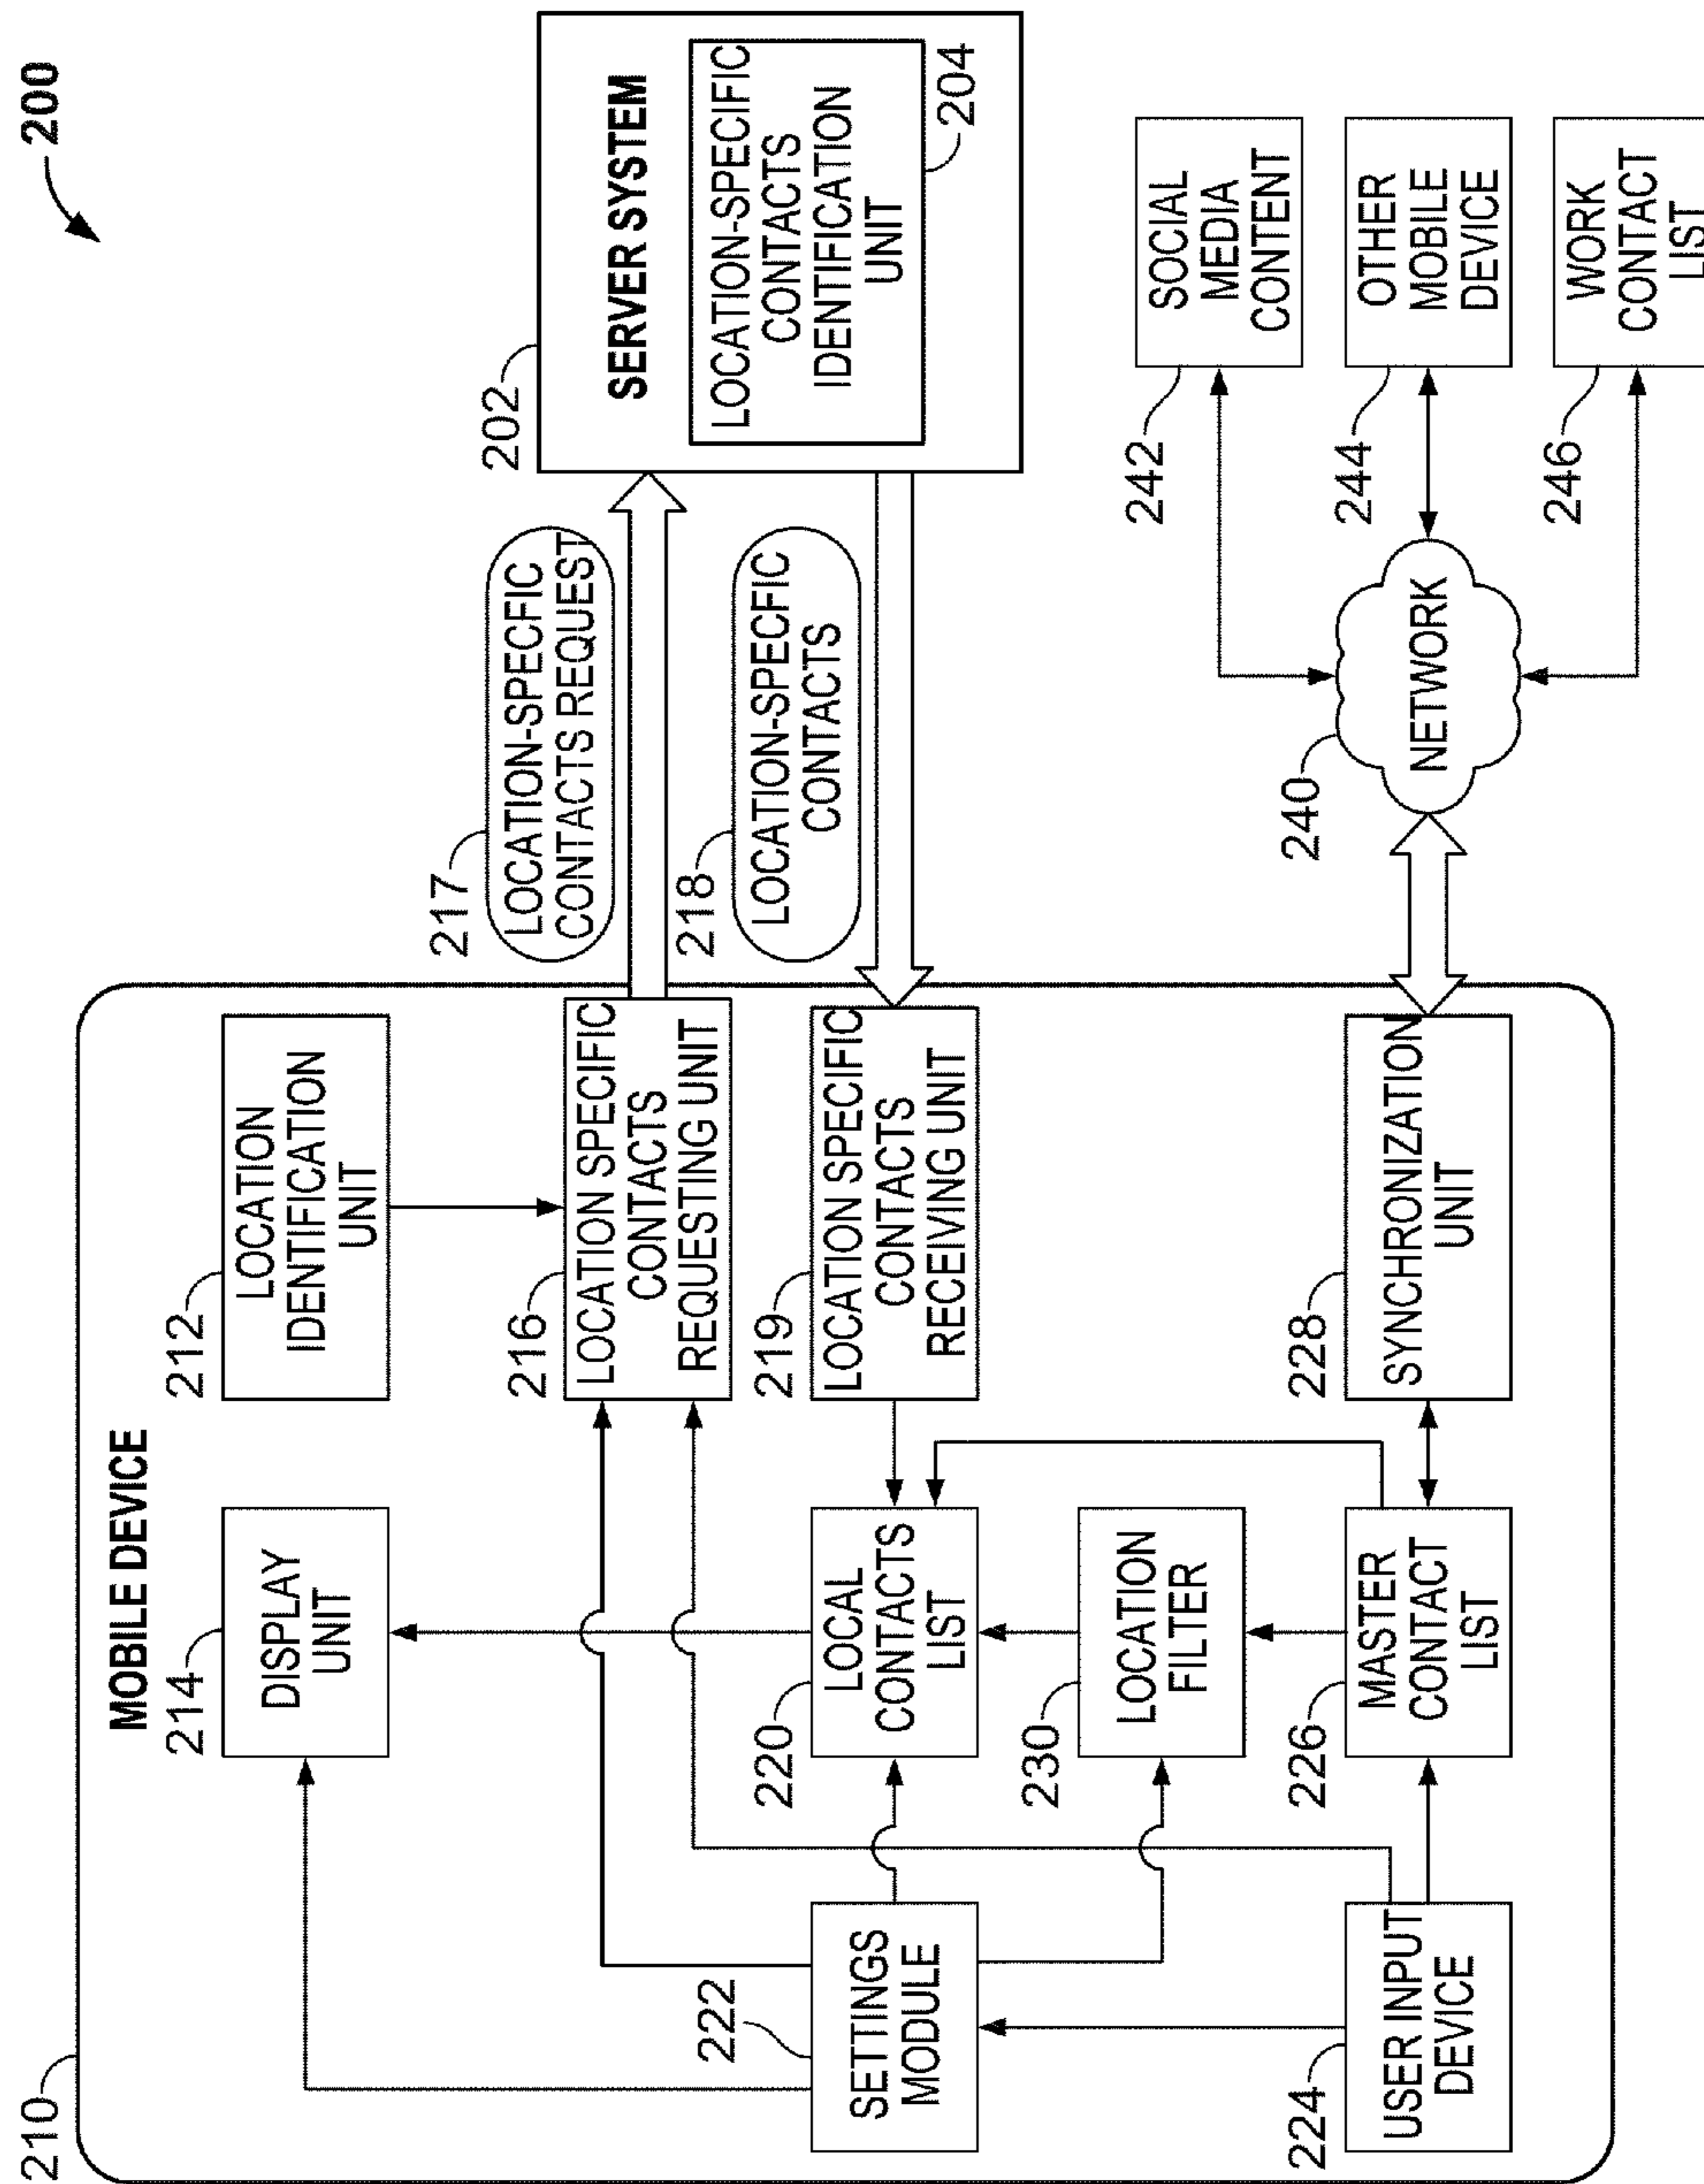 200
210
MOBILE DEVICE
214
DISPLAY
UNIT
212
LOCATION
IDENTIFICATION
UNIT
216
LOCATION SPECIFIC
CONTACTS
REQUESTING UNIT
217
LOCATION-SPECFIC
CONTACTS REQUEST
202
SERVER SYSTEM
LOCATION-SPECIFIC
CONTACTS
IDENTIFICATION
UNIT
204
218
LOCATION-SPECFIC
CONTACTS
222
SETTINGS
MODULE
220
LOCAL
CONTACTS
LIST
219
LOCATION SPECIFIC
CONTACTS
RECEIVING UNIT
230
LOCATION
FILTER
224
USER INPUT
DEVICE
226
MASTER
CONTACT
LIST
228
SYNCHRONIZATION
UNIT
240
NETWORK
242
SOCIAL
MEDIA
CONTENT
244
OTHER
MOBILE
DEVICE
246
WORK
CONTACT
LIST